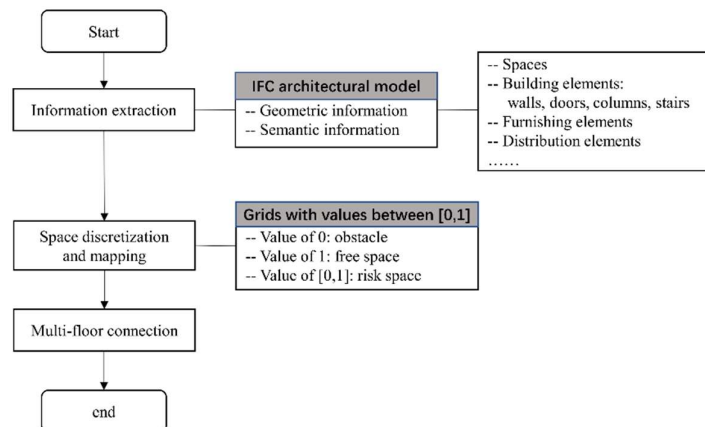 Start
Information extraction
IFC architectural model
-- Geometric information
-- Semantic information
-- Spaces
-- Building elements:
walls, doors, columns, stairs
-- Furnishing elements
-- Distribution elements
……
Space discretization
and mapping
Grids with values between [0,1]
-- Value of 0: obstacle
-- Value of 1: free space
-- Value of [0,1]: risk space
Multi-floor connection
end